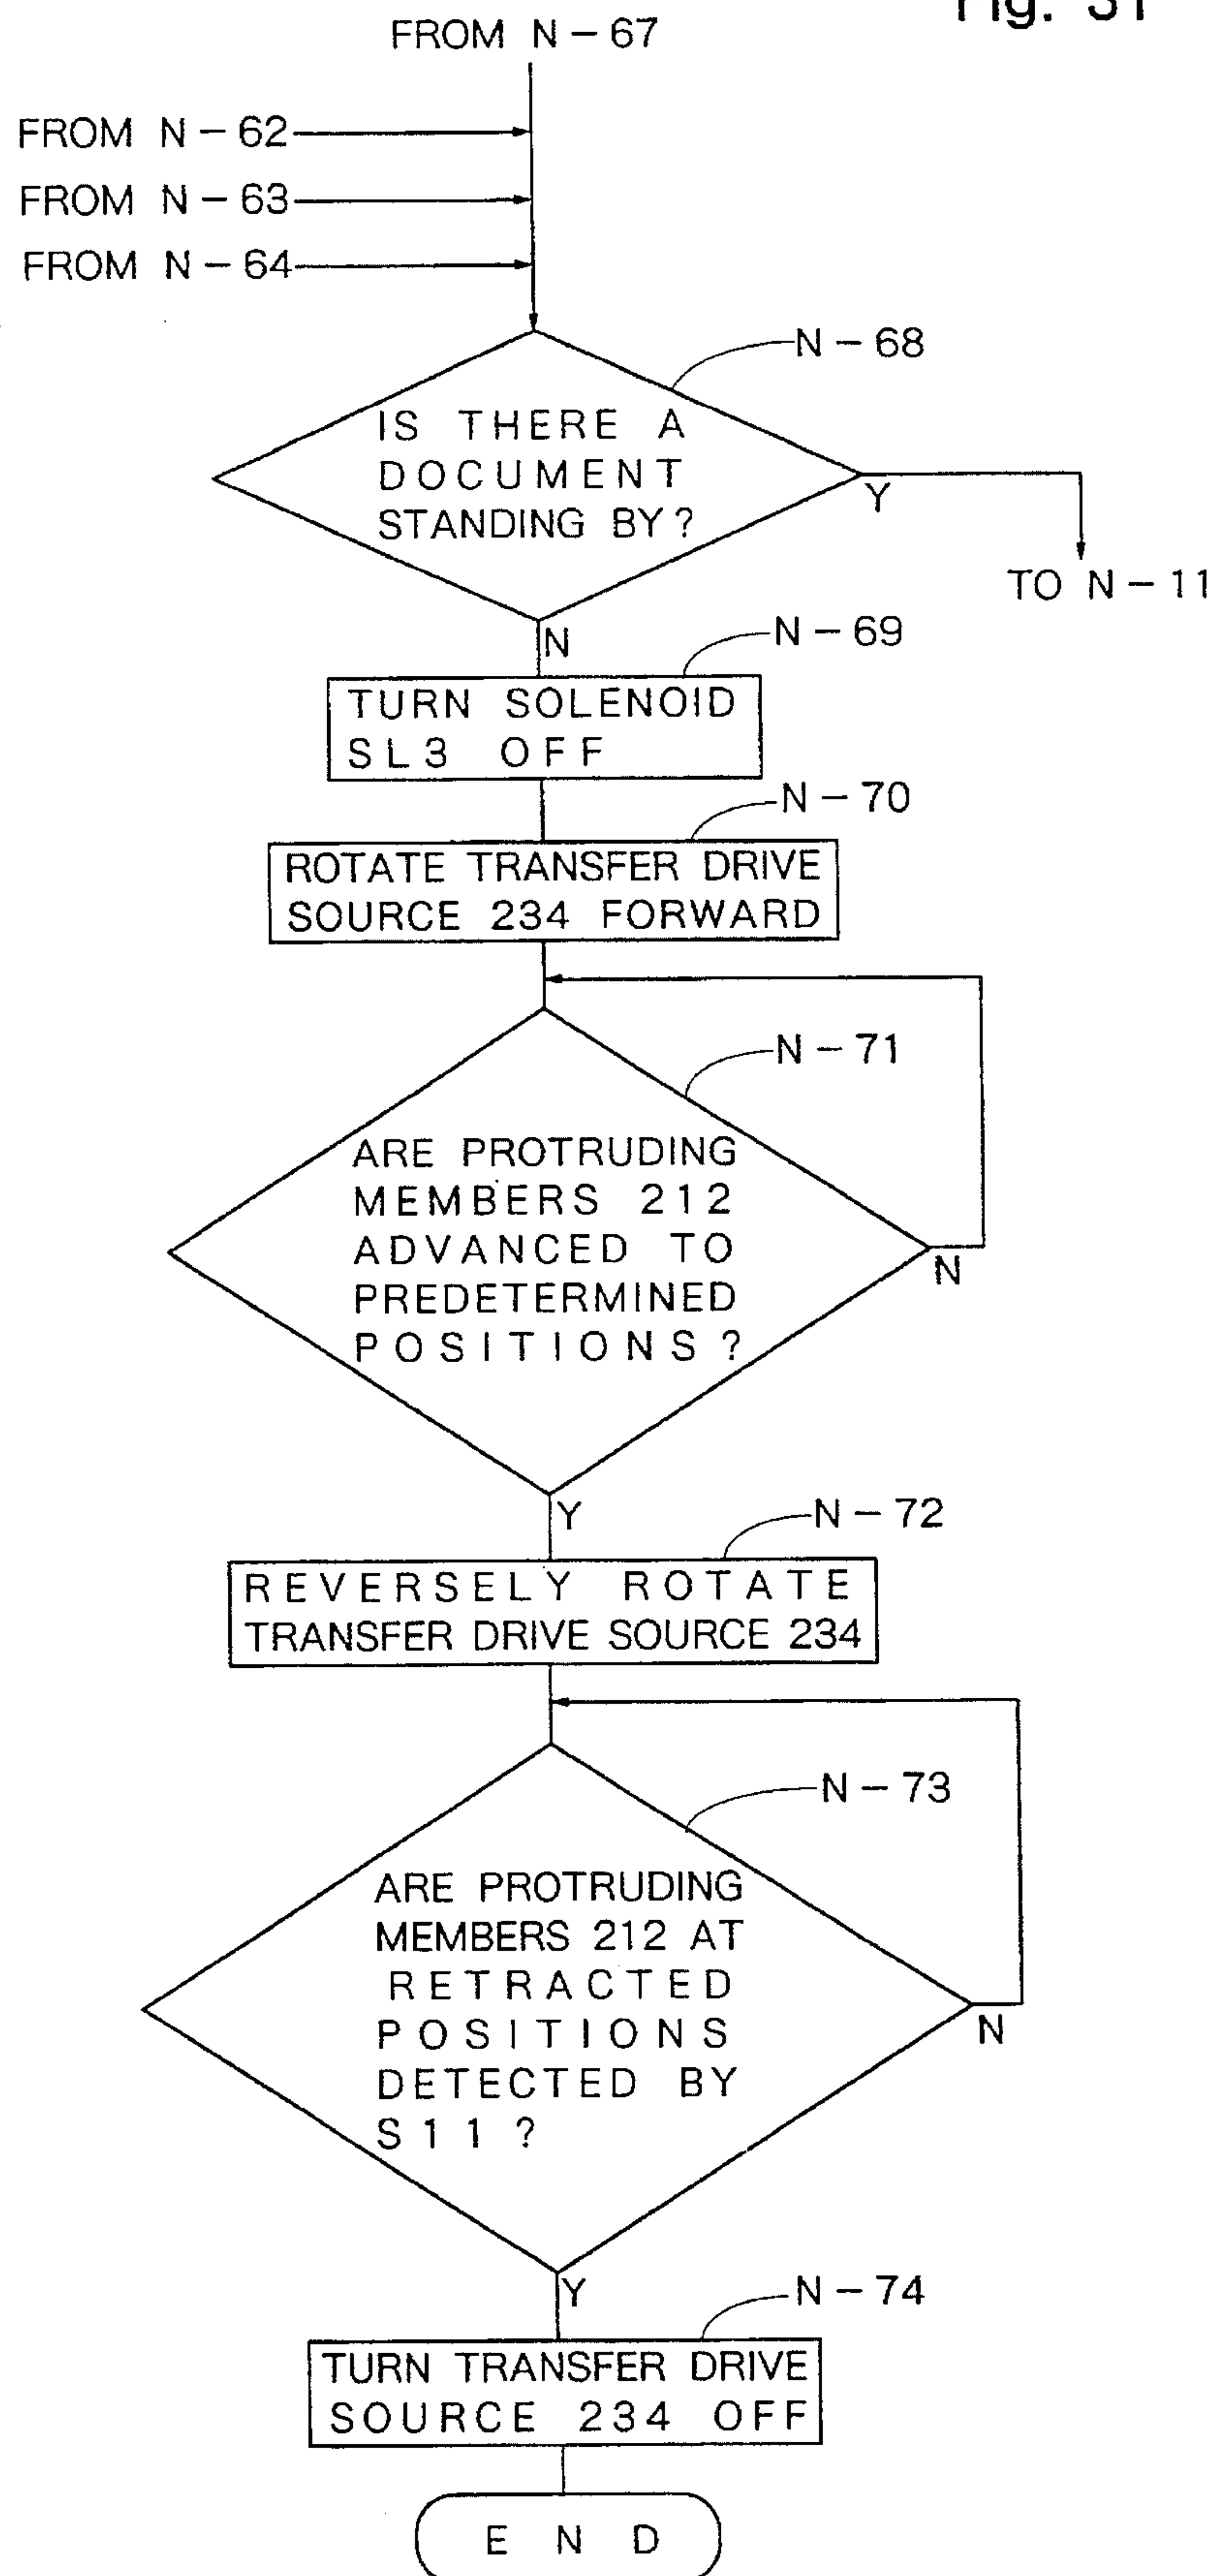 Fig. 31
FROM N-67
FROM N-62
FROM N-63
FROM N-64
N-68
IS THERE A
DOCUMENT
STANDING BY?
Y
TO N-11
N
N-69
TURN SOLENOID
SL3 OFF
N-70
ROTATE TRANSFER DRIVE
SOURCE 234 FORWARD
N-71
ARE PROTRUDING
MEMBERS 212
ADVANCED TO
PREDETERMINED
POSITIONS?
N
Y
N-72
REVERSELY ROTATE
TRANSFER DRIVE SOURCE 234
N-73
ARE PROTRUDING
MEMBERS 212 AT
RETRACTED
POSITIONS
DETECTED BY
S11?
N
Y
N-74
TURN TRANSFER DRIVE
SOURCE 234 OFF
END